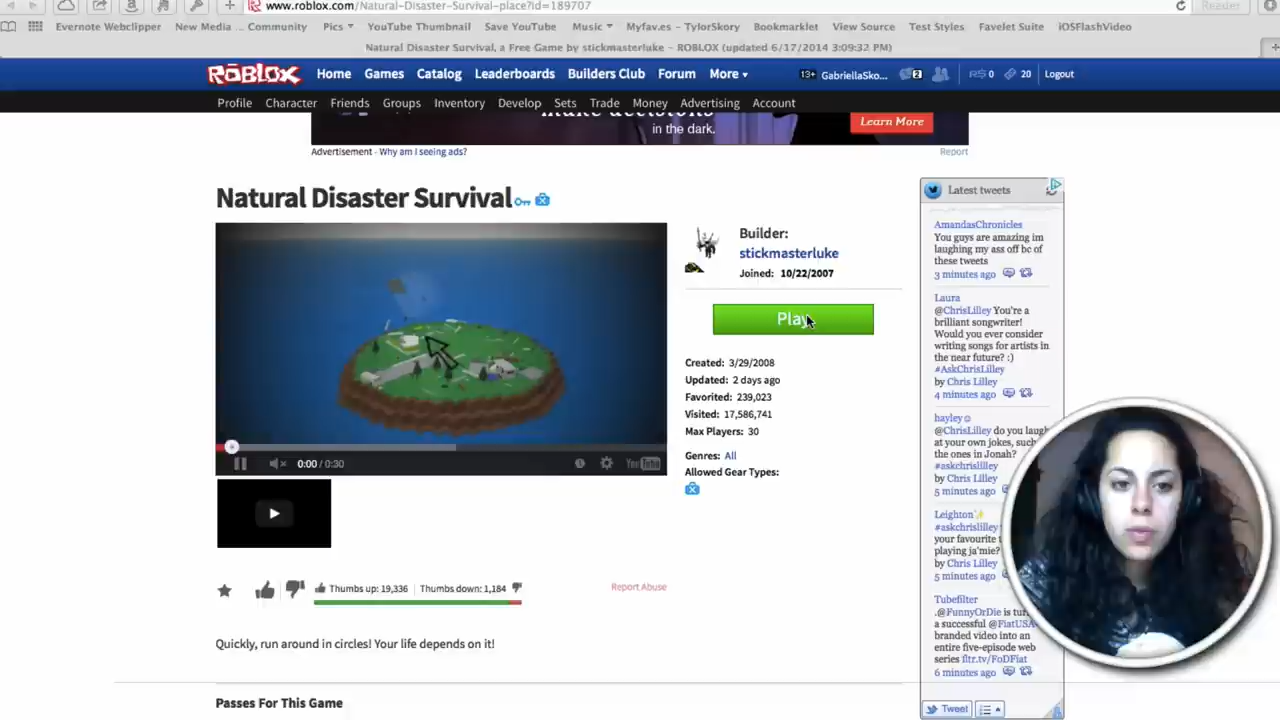 www.roblox.com/Natural-Disaster-Survival-place?id=189707
Reader
Evernote Webclipper
New Media ... Community
Pics
YouTube Thumbnail
Save YouTube
Music
Myfav.es - TylorSkory
BookmarkBar
View Source
Test Styles
Favelet Suite
iOSFlashVideo
Natural Disaster Survival, a Free Game by stickmasterluke - ROBLOX (updated 6/17/2014 3:09:32 PM)
ROBLOX
Home
Games
Catalog
Leaderboards
Builders Club
Forum
More
13+
GabriellaSko...
2
R$ 0
20
Logout
Profile
Character
Friends
Groups
Inventory
Develop
Sets
Trade
Money
Advertising
Account
make decisions
in the dark.
Learn More
Advertisement - Why am I seeing ads?
Report
Natural Disaster Survival
Builder:
stickmasterluke
Joined: 10/22/2007
Play
Created: 3/29/2008
Updated: 2 days ago
Favorited: 239,023
Visited: 17,586,741
Max Players: 30
Genres: All
Allowed Gear Types:
0:00 / 0:30
YouTube
Thumbs up: 19,336
Thumbs down: 1,184
Report Abuse
Quickly, run around in circles! Your life depends on it!
Passes For This Game
Latest tweets
AmandasChronicles
You guys are amazing im
laughing my ass off bc of
these tweets
3 minutes ago
Laura
@ChrisLilley You're a
brilliant songwriter!
Would you ever consider
writing songs for artists in
the near future? :)
#AskChrisLilley
by Chris Lilley
4 minutes ago
hayley☺
@ChrisLilley do you laugh
at your own jokes, such
the ones in Jonah?
#askchrislilley
by Chris Lilley
5 minutes ago
Leighton✨
#askchrislilley
your favourite
playing ja'mie?
by Chris Lilley
5 minutes ago
Tubefilter
.@FunnyOrDie is
a successful @FiatUSA-
branded video into an
entire five-episode web
series fltr.tv/FoDFiat
6 minutes ago
Tweet